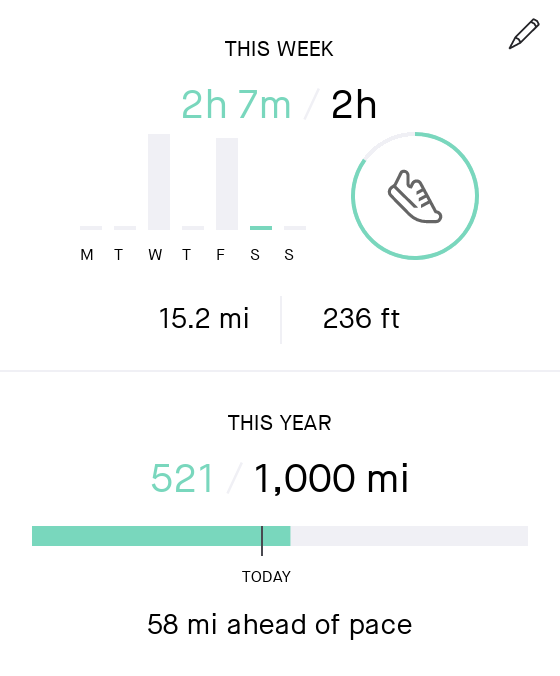 THIS WEEK
2h 7m / 2h
M T W T F S S
15.2 mi 236 ft
THIS YEAR
521 / 1,000 mi
TODAY
58 mi ahead of pace